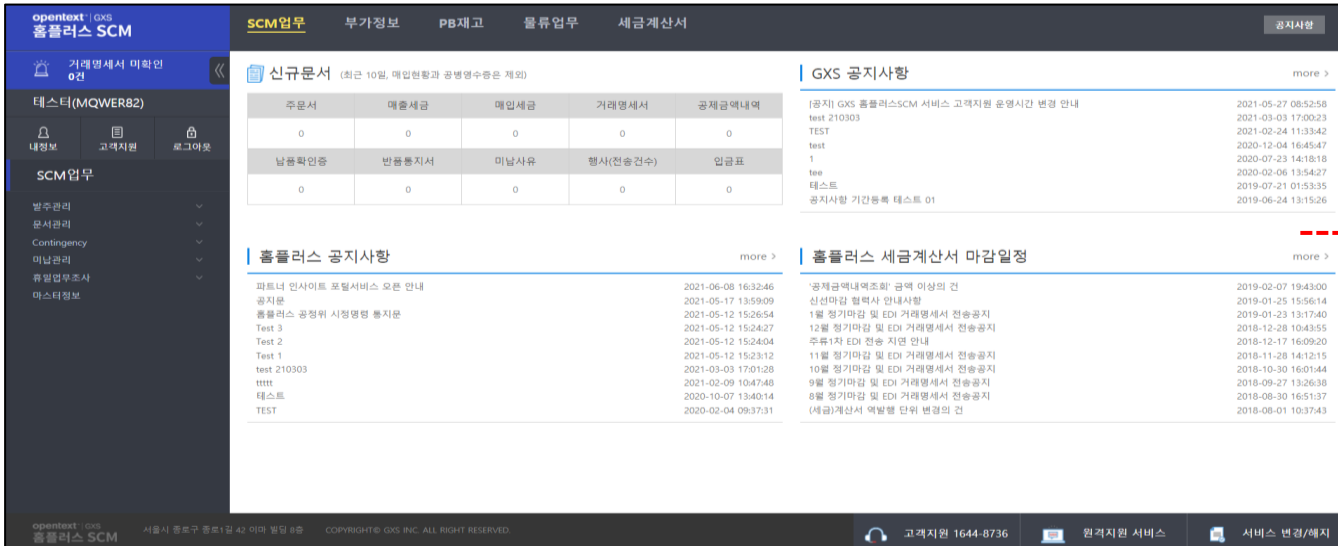 opentext™ | GXS
홈플러스 SCM
SCM업무 부가정보 PB재고 물류업무 세금계산서
공지사항
거래명세서 미확인
0건
테스터(MQWER82)
내정보 고객지원 로그아웃
SCM업무
발주관리
문서관리
Contingency
미납관리
휴일업무조사
마스터정보
신규문서 (최근 10일, 매입현황과 공병영수증은 제외)
주문서 매출세금 매입세금 거래명세서 공제금액내역
0 0 0 0 0
납품확인증 반품통지서 미납사유 행사(전송건수) 입금표
0 0 0 0 0
GXS 공지사항 more >
[공지] GXS 홈플러스SCM 서비스 고객지원 운영시간 변경 안내 2021-05-27 08:52:58
test 210303 2021-03-03 17:00:23
TEST 2021-02-24 11:33:42
test 2020-12-04 16:45:47
1 2020-07-23 14:18:18
tee 2020-02-06 13:54:27
테스트 2019-07-21 01:53:35
공지사항 기간등록 테스트 01 2019-06-24 13:15:26
홈플러스 공지사항 more >
파트너 인사이트 포털서비스 오픈 안내 2021-06-08 16:32:46
공지문 2021-05-17 13:59:09
홈플러스 공정위 시정명령 통지문 2021-05-12 15:26:54
Test 3 2021-05-12 15:24:27
Test 2 2021-05-12 15:24:04
Test 1 2021-05-12 15:23:12
test 210303 2021-03-03 17:01:28
ttttt 2021-02-09 10:47:48
테스트 2020-10-07 13:40:14
TEST 2020-02-04 09:37:31
홈플러스 세금계산서 마감일정 more >
'공제금액내역조회' 금액 이상의 건 2019-02-07 19:43:00
신선마감 협력사 안내사항 2019-01-25 15:56:14
1월 정기마감 및 EDI 거래명세서 전송공지 2019-01-23 13:17:40
12월 정기마감 및 EDI 거래명세서 전송공지 2018-12-28 10:43:55
주류1차 EDI 전송 지연 안내 2018-12-17 16:09:20
11월 정기마감 및 EDI 거래명세서 전송공지 2018-11-28 14:12:15
10월 정기마감 및 EDI 거래명세서 전송공지 2018-10-30 16:01:44
9월 정기마감 및 EDI 거래명세서 전송공지 2018-09-27 13:26:38
8월 정기마감 및 EDI 거래명세서 전송공지 2018-08-30 16:51:37
(세금)계산서 역발행 단위 변경의 건 2018-08-01 10:37:43
opentext™ | GXS
홈플러스 SCM
서울시 종로구 종로1길 42 이마 빌딩 8층 COPYRIGHT© GXS INC. ALL RIGHT RESERVED.
고객지원 1644-8736 원격지원 서비스 서비스 변경/해지